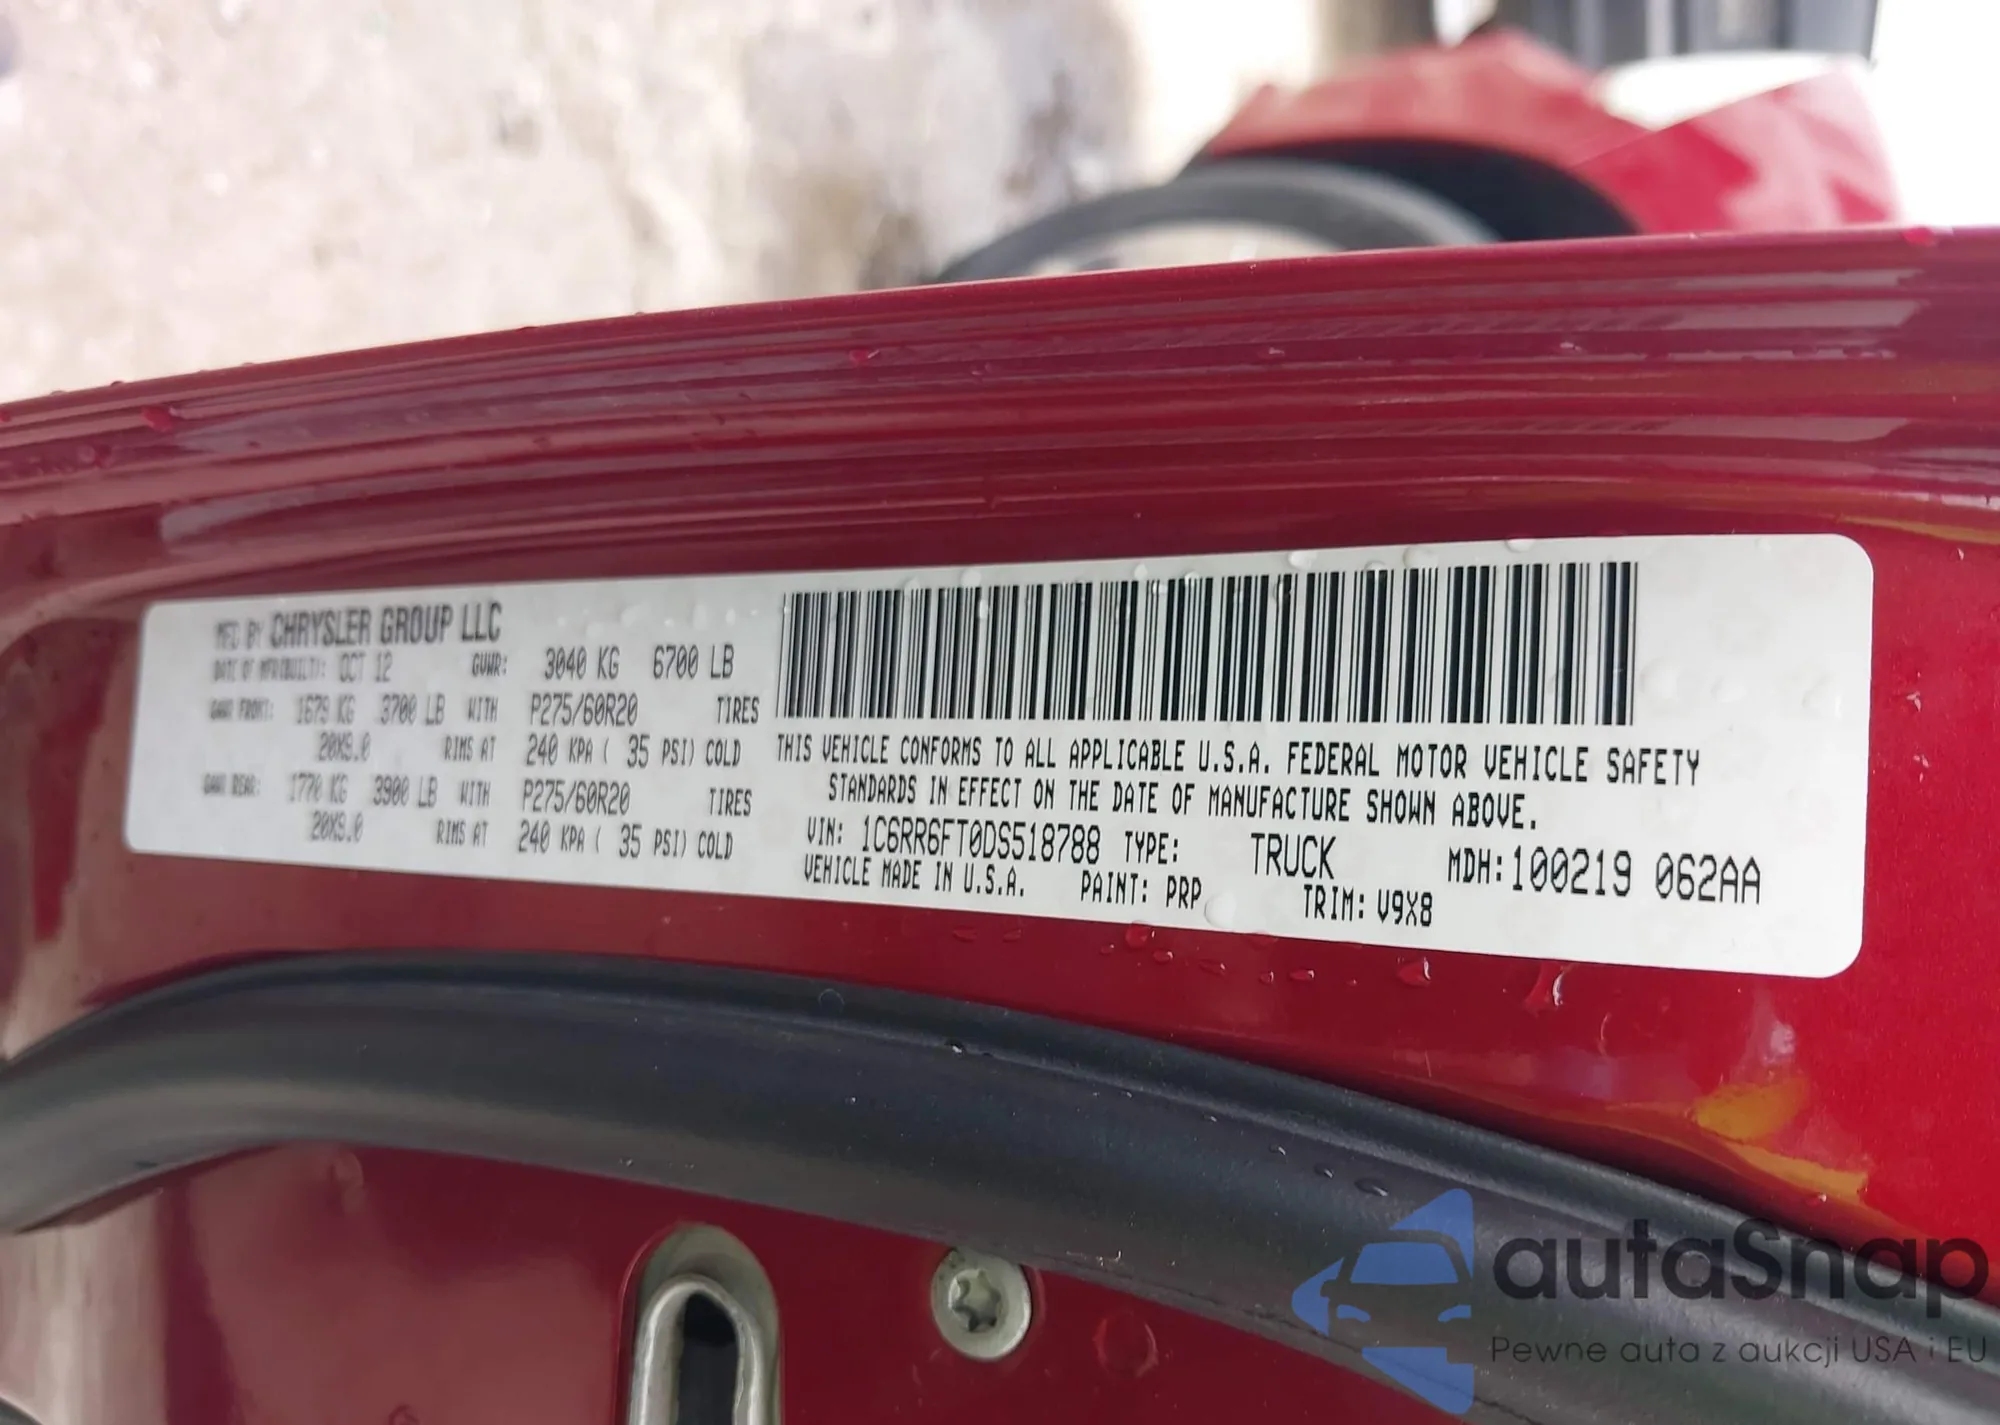 MFD BY CHRYSLER GROUP LLC
DATE OF MFR(BUILT): OCT 12 GVWR: 3040 KG 6700 LB
GAWR FRONT: 1679 KG 3700 LB WITH P275/60R20 TIRES
20X9.0 RIMS AT 240 KPA ( 35 PSI) COLD
GAWR REAR: 1770 KG 3900 LB WITH P275/60R20 TIRES
20X9.0 RIMS AT 240 KPA ( 35 PSI) COLD
THIS VEHICLE CONFORMS TO ALL APPLICABLE U.S.A. FEDERAL MOTOR VEHICLE SAFETY
STANDARDS IN EFFECT ON THE DATE OF MANUFACTURE SHOWN ABOVE.
VIN: 1C6RR6FT0DS518788 TYPE: TRUCK MDH:100219 062AA
VEHICLE MADE IN U.S.A. PAINT: PRP TRIM: V9X8
autaSnap
Pewne auta z aukcji USA i EU